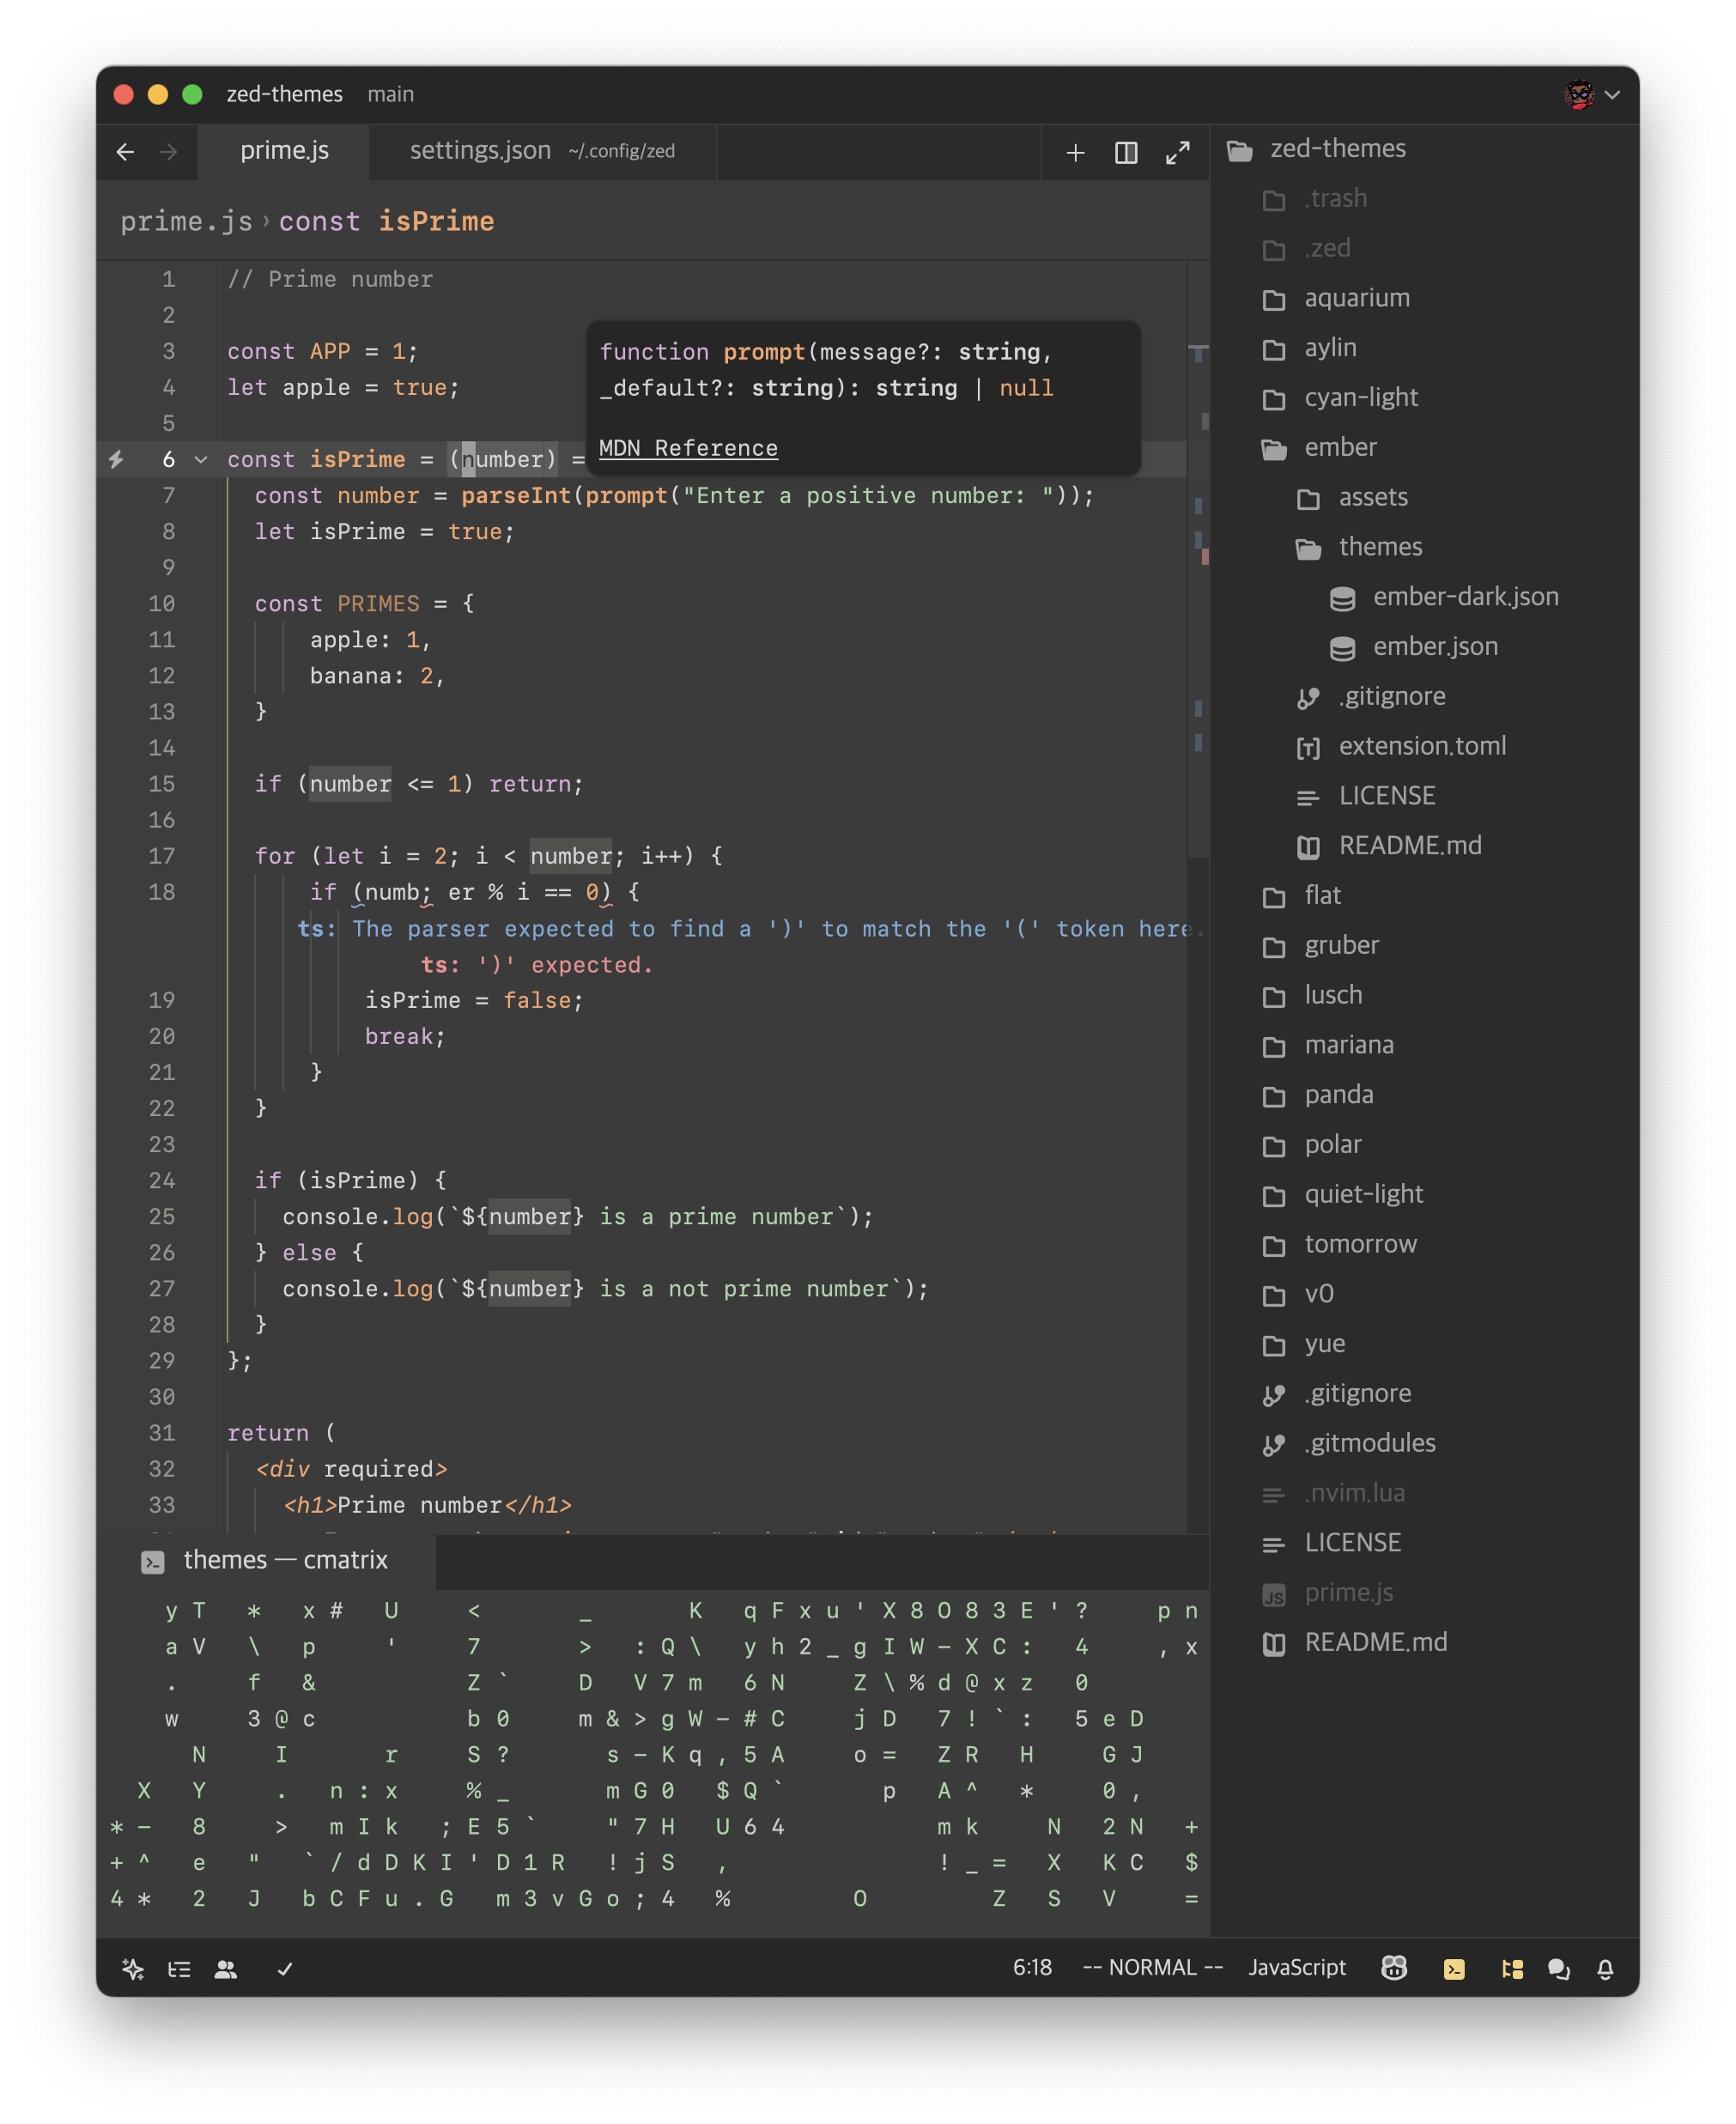 zed-themes main
prime.js settings.json ~/.config/zed
prime.js › const isPrime
1 // Prime number
2
3 const APP = 1;
4 let apple = true;
5
6 const isPrime = (number) =
function prompt(message?: string,
_default?: string): string | null
MDN Reference
7 const number = parseInt(prompt("Enter a positive number: "));
8 let isPrime = true;
9
10 const PRIMES = {
11 apple: 1,
12 banana: 2,
13 }
14
15 if (number <= 1) return;
16
17 for (let i = 2; i < number; i++) {
18 if (numb; er % i == 0) {
ts: The parser expected to find a ')' to match the '(' token here.
ts: ')' expected.
19 isPrime = false;
20 break;
21 }
22 }
23
24 if (isPrime) {
25 console.log(`${number} is a prime number`);
26 } else {
27 console.log(`${number} is a not prime number`);
28 }
29 };
30
31 return (
32 <div required>
33 <h1>Prime number</h1>
themes — cmatrix
y T * x # U < _ K q F x u ' X 8 O 8 3 E ' ? p n
a V \ p ' 7 > : Q \ y h 2 _ g I W - X C : 4 , x
. f & Z ` D V 7 m 6 N Z \ % d @ x z 0
w 3 @ c b 0 m & > g W - # C j D 7 ! ` : 5 e D
N I r S ? s - K q , 5 A o = Z R H G J
X Y . n : x % _ m G 0 $ Q ` p A ^ * 0 ,
* - 8 > m I k ; E 5 ` " 7 H U 6 4 m k N 2 N +
+ ^ e " ` / d D K I ' D 1 R ! j S , ! _ = X K C $
4 * 2 J b C F u . G m 3 v G o ; 4 % O Z S V =
zed-themes
.trash
.zed
aquarium
aylin
cyan-light
ember
assets
themes
ember-dark.json
ember.json
.gitignore
extension.toml
LICENSE
README.md
flat
gruber
lusch
mariana
panda
polar
quiet-light
tomorrow
v0
yue
.gitignore
.gitmodules
.nvim.lua
LICENSE
JS prime.js
README.md
6:18 -- NORMAL -- JavaScript